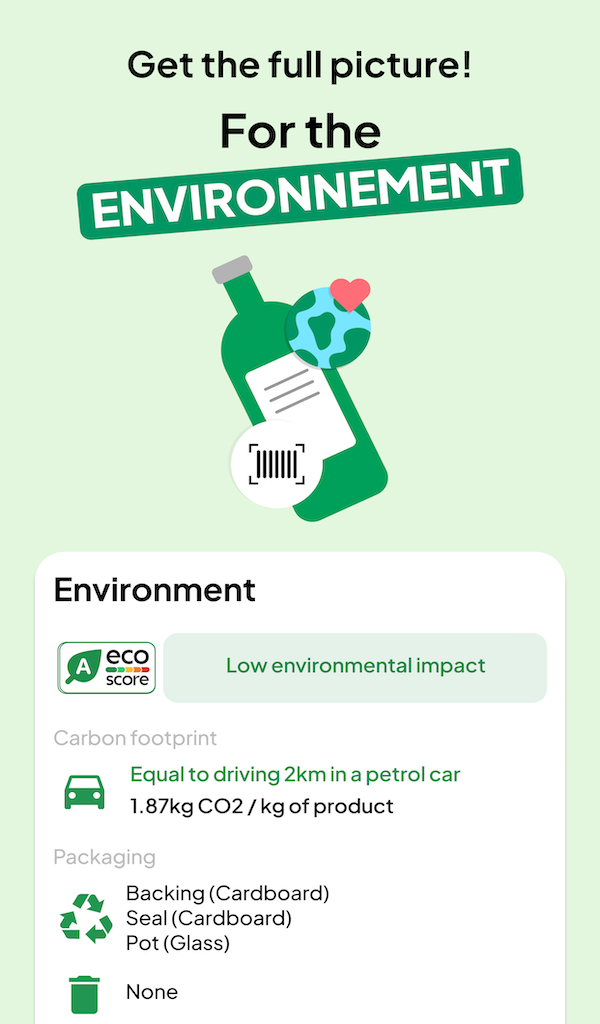 Get the full picture!
For the
ENVIRONNEMENT
Environment
A eco
score
Low environmental impact
Carbon footprint
Equal to driving 2km in a petrol car
1.87kg CO2 / kg of product
Packaging
Backing (Cardboard)
Seal (Cardboard)
Pot (Glass)
None